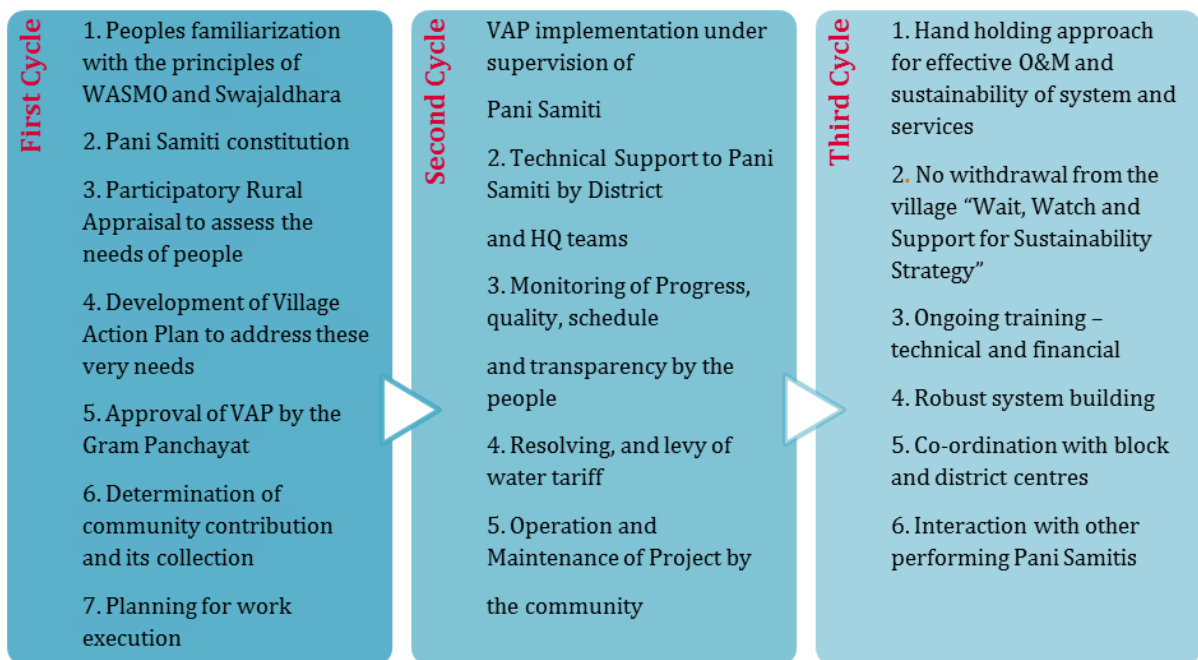 First Cycle
1. Peoples familiarization
with the principles of
WASMO and Swajaldhara
2. Pani Samiti constitution
3. Participatory Rural
Appraisal to assess the
needs of people
4. Development of Village
Action Plan to address these
very needs
5. Approval of VAP by the
Gram Panchayat
6. Determination of
community contribution
and its collection
7. Planning for work
execution
Second Cycle
VAP implementation under
supervision of
Pani Samiti
2. Technical Support to Pani
Samiti by District
and HQ teams
3. Monitoring of Progress,
quality, schedule
and transparency by the
people
4. Resolving, and levy of
water tariff
5. Operation and
Maintenance of Project by
the community
Third Cycle
1. Hand holding approach
for effective O&M and
sustainability of system and
services
2. No withdrawal from the
village “Wait, Watch and
Support for Sustainability
Strategy”
3. Ongoing training –
technical and financial
4. Robust system building
5. Co-ordination with block
and district centres
6. Interaction with other
performing Pani Samitis